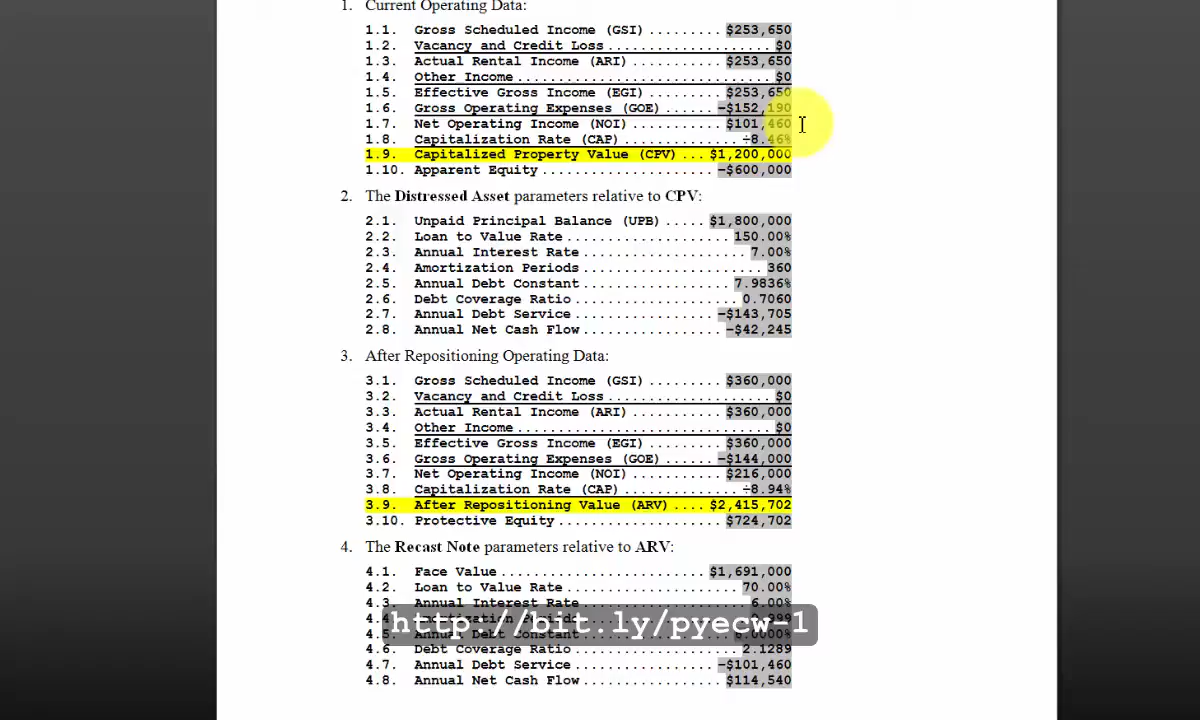 1. Current Operating Data:
1.1. Gross Scheduled Income (GSI) ......... $253,650
1.2. Vacancy and Credit Loss .................... $0
1.3. Actual Rental Income (ARI) ........... $253,650
1.4. Other Income ............................... $0
1.5. Effective Gross Income (EGI) ......... $253,650
1.6. Gross Operating Expenses (GOE) ...... -$152,190
1.7. Net Operating Income (NOI) ........... $101,460
1.8. Capitalization Rate (CAP) .............. ÷8.46%
1.9. Capitalized Property Value (CPV) ... $1,200,000
1.10. Apparent Equity ..................... -$600,000
2. The Distressed Asset parameters relative to CPV:
2.1. Unpaid Principal Balance (UPB) ..... $1,800,000
2.2. Loan to Value Rate .................... 150.00%
2.3. Annual Interest Rate .................... 7.00%
2.4. Amortization Periods ...................... 360
2.5. Annual Debt Constant .................. 7.9836%
2.6. Debt Coverage Ratio .................... 0.7060
2.7. Annual Debt Service ................. -$143,705
2.8. Annual Net Cash Flow ................. -$42,245
3. After Repositioning Operating Data:
3.1. Gross Scheduled Income (GSI) ......... $360,000
3.2. Vacancy and Credit Loss .................... $0
3.3. Actual Rental Income (ARI) ........... $360,000
3.4. Other Income ............................... $0
3.5. Effective Gross Income (EGI) ......... $360,000
3.6. Gross Operating Expenses (GOE) ...... -$144,000
3.7. Net Operating Income (NOI) ........... $216,000
3.8. Capitalization Rate (CAP) .............. ÷8.94%
3.9. After Repositioning Value (ARV) .... $2,415,702
3.10. Protective Equity .................... $724,702
4. The Recast Note parameters relative to ARV:
4.1. Face Value ......................... $1,691,000
4.2. Loan to Value Rate ..................... 70.00%
4.3. Annual Interest Rate .................... 6.00%
http://bit.ly/pyecw-1
4.5. Annual Debt Constant
4.6. Debt Coverage Ratio .................... 2.1289
4.7. Annual Debt Service ................. -$101,460
4.8. Annual Net Cash Flow ................. $114,540